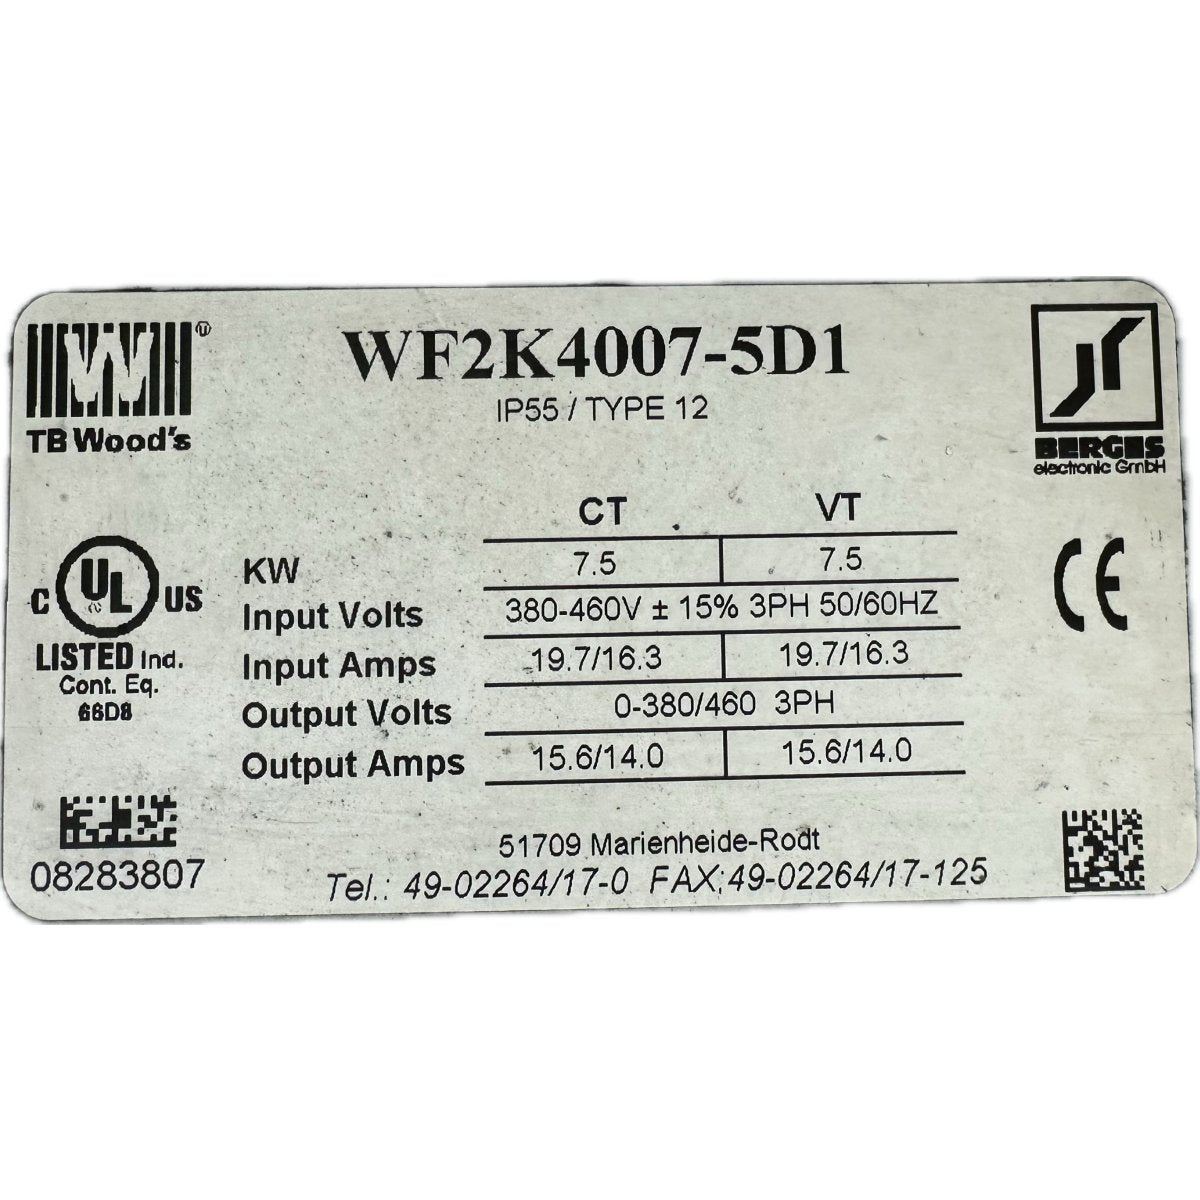 WF2K4007-5D1
IP55 / TYPE 12
TB Wood's
BERGES
electronic GmbH
CT VT
KW 7.5 7.5
Input Volts 380-460V ± 15% 3PH 50/60HZ
Input Amps 19.7/16.3 19.7/16.3
Output Volts 0-380/460 3PH
Output Amps 15.6/14.0 15.6/14.0
C UL US
LISTED Ind.
Cont. Eq.
66D8
CE
08283807
51709 Marienheide-Rodt
Tel.: 49-02264/17-0 FAX:49-02264/17-125